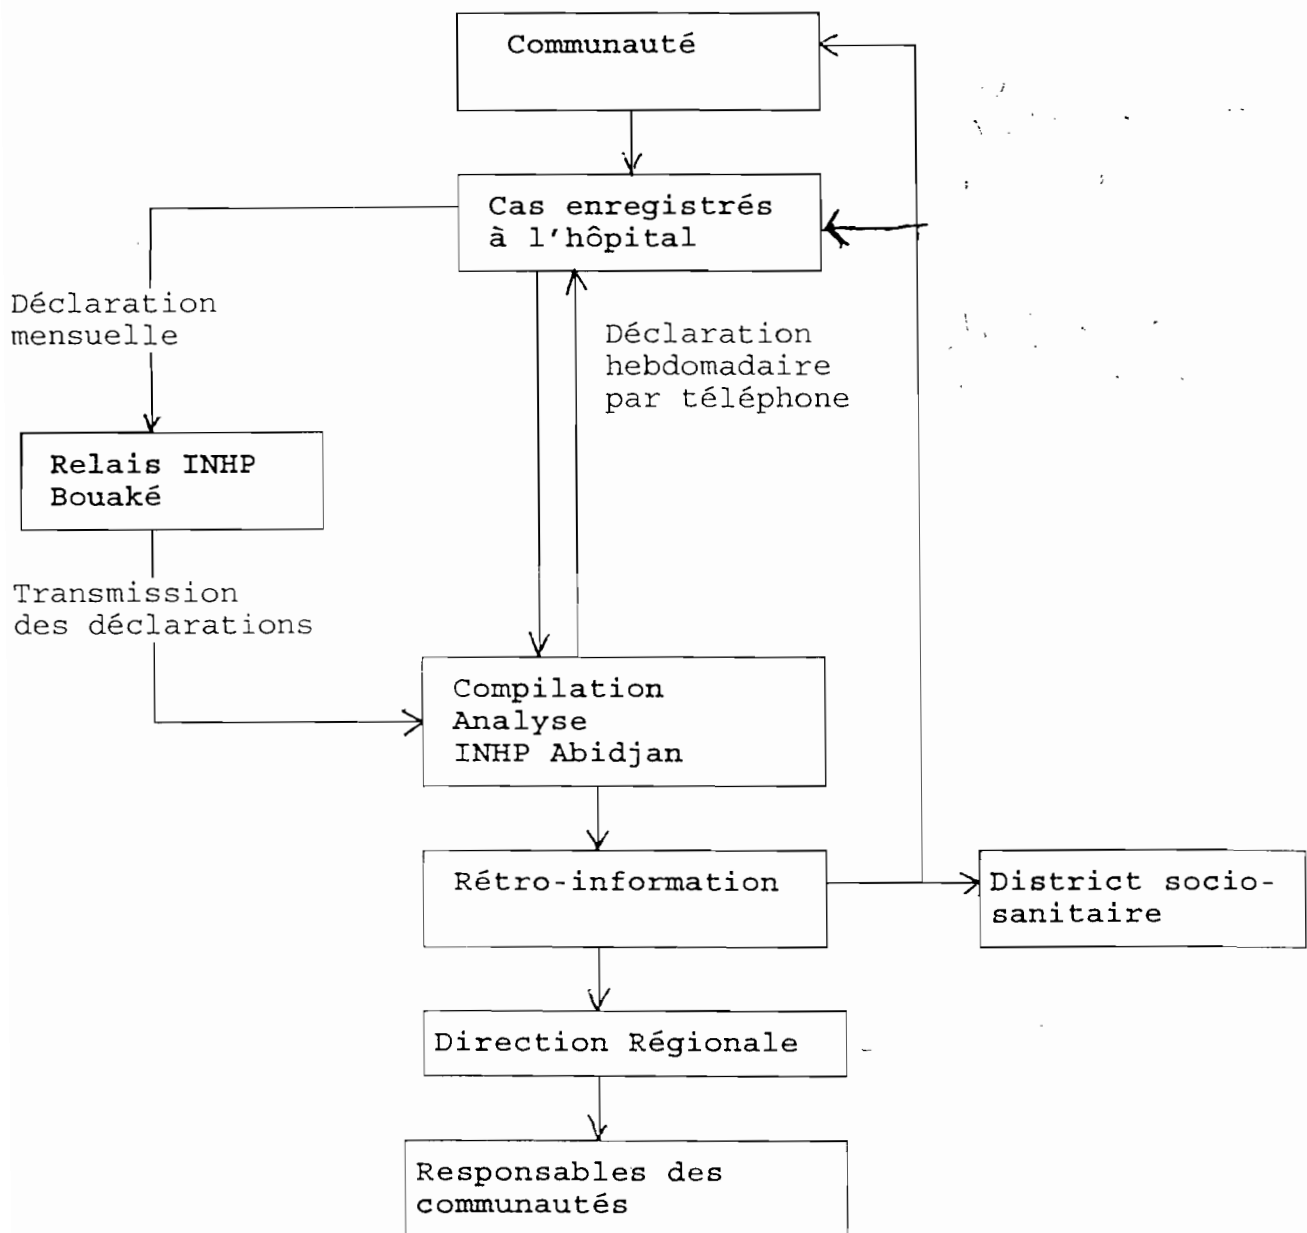 Communauté
Cas enregistrés
à l'hôpital
Déclaration
mensuelle
Déclaration
hebdomadaire
par téléphone
Relais INHP
Bouaké
Transmission
des déclarations
Compilation
Analyse
INHP Abidjan
Rétro-information
District socio-
sanitaire
Direction Régionale
Responsables des
communautés